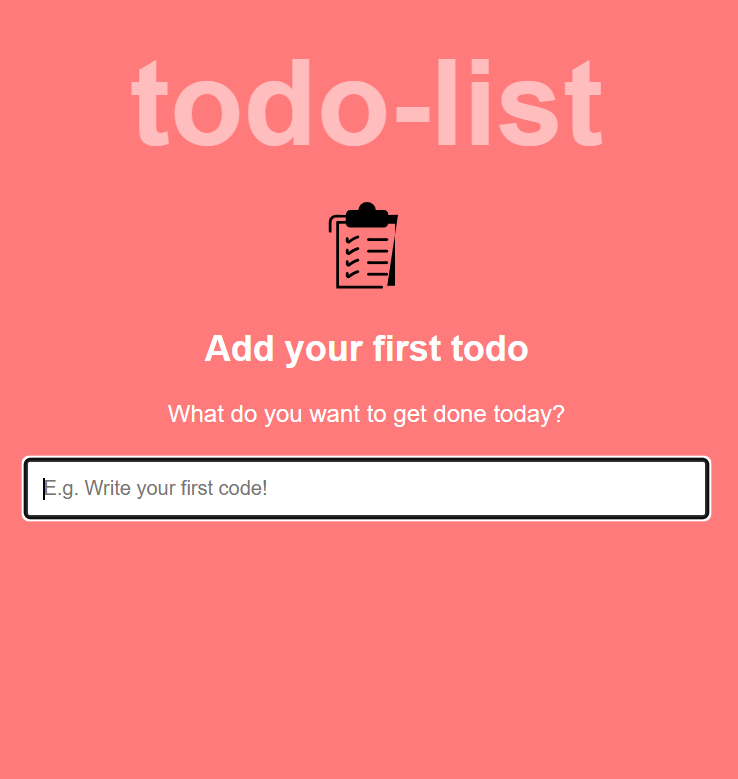 todo-list
Add your first todo
What do you want to get done today?
E.g. Write your first code!